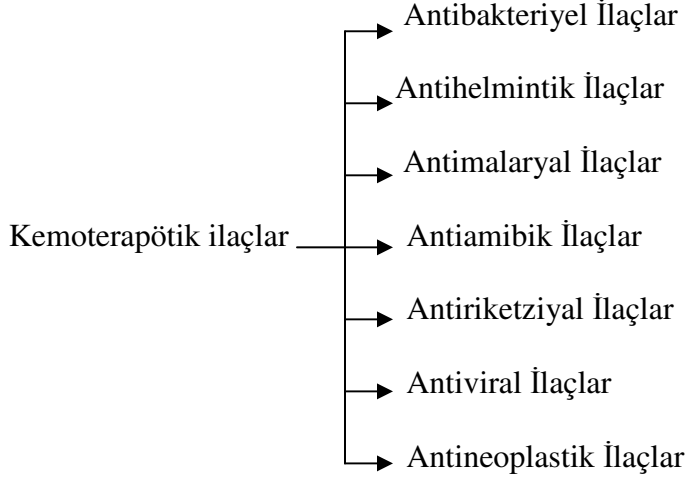 Antibakteriyel İlaçlar
Antihelmintik İlaçlar
Antimalaryal İlaçlar
Kemoterapötik ilaçlar
Antiamibik İlaçlar
Antiriketziyal İlaçlar
Antiviral İlaçlar
Antineoplastik İlaçlar